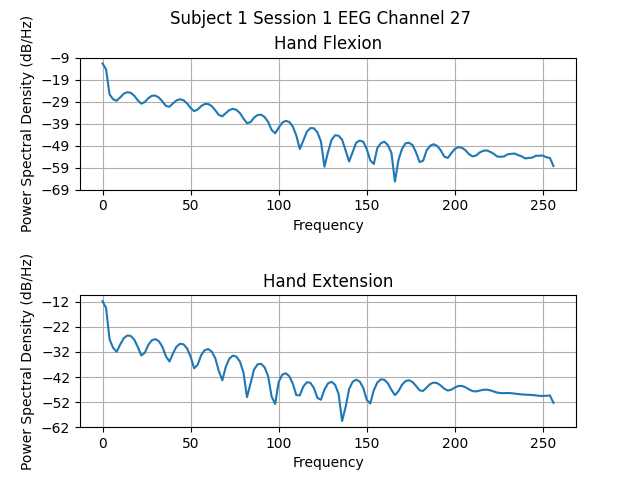 Subject 1 Session 1 EEG Channel 27
Hand Flexion
Power Spectral Density (dB/Hz)
−9
−19
−29
−39
−49
−59
−69
0 50 100 150 200 250
Frequency
Hand Extension
Power Spectral Density (dB/Hz)
−12
−22
−32
−42
−52
−62
0 50 100 150 200 250
Frequency